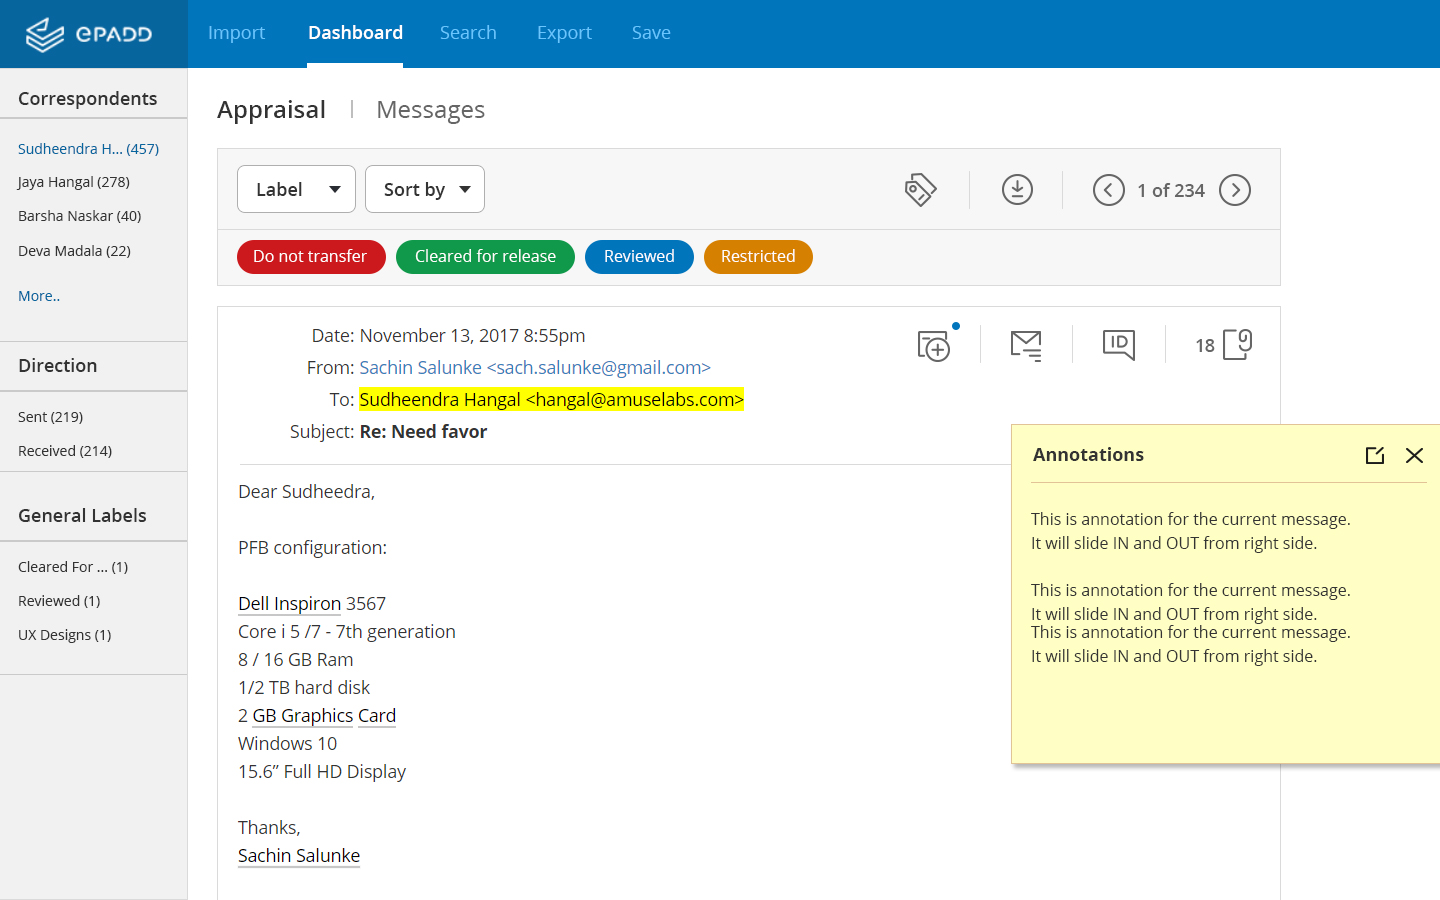 ePADD
Import
Dashboard
Search
Export
Save
Correspondents
Sudheendra H... (457)
Jaya Hangal (278)
Barsha Naskar (40)
Deva Madala (22)
More..
Direction
Sent (219)
Received (214)
General Labels
Cleared For ... (1)
Reviewed (1)
UX Designs (1)
Appraisal | Messages
Label
Sort by
1 of 234
Do not transfer
Cleared for release
Reviewed
Restricted
Date: November 13, 2017 8:55pm
From: Sachin Salunke <sach.salunke@gmail.com>
To: Sudheendra Hangal <hangal@amuselabs.com>
Subject: Re: Need favor
ID
18
Dear Sudheedra,
PFB configuration:
Dell Inspiron 3567
Core i 5 /7 - 7th generation
8 / 16 GB Ram
1/2 TB hard disk
2 GB Graphics Card
Windows 10
15.6” Full HD Display
Thanks,
Sachin Salunke
Annotations
This is annotation for the current message.
It will slide IN and OUT from right side.
This is annotation for the current message.
It will slide IN and OUT from right side.
This is annotation for the current message.
It will slide IN and OUT from right side.